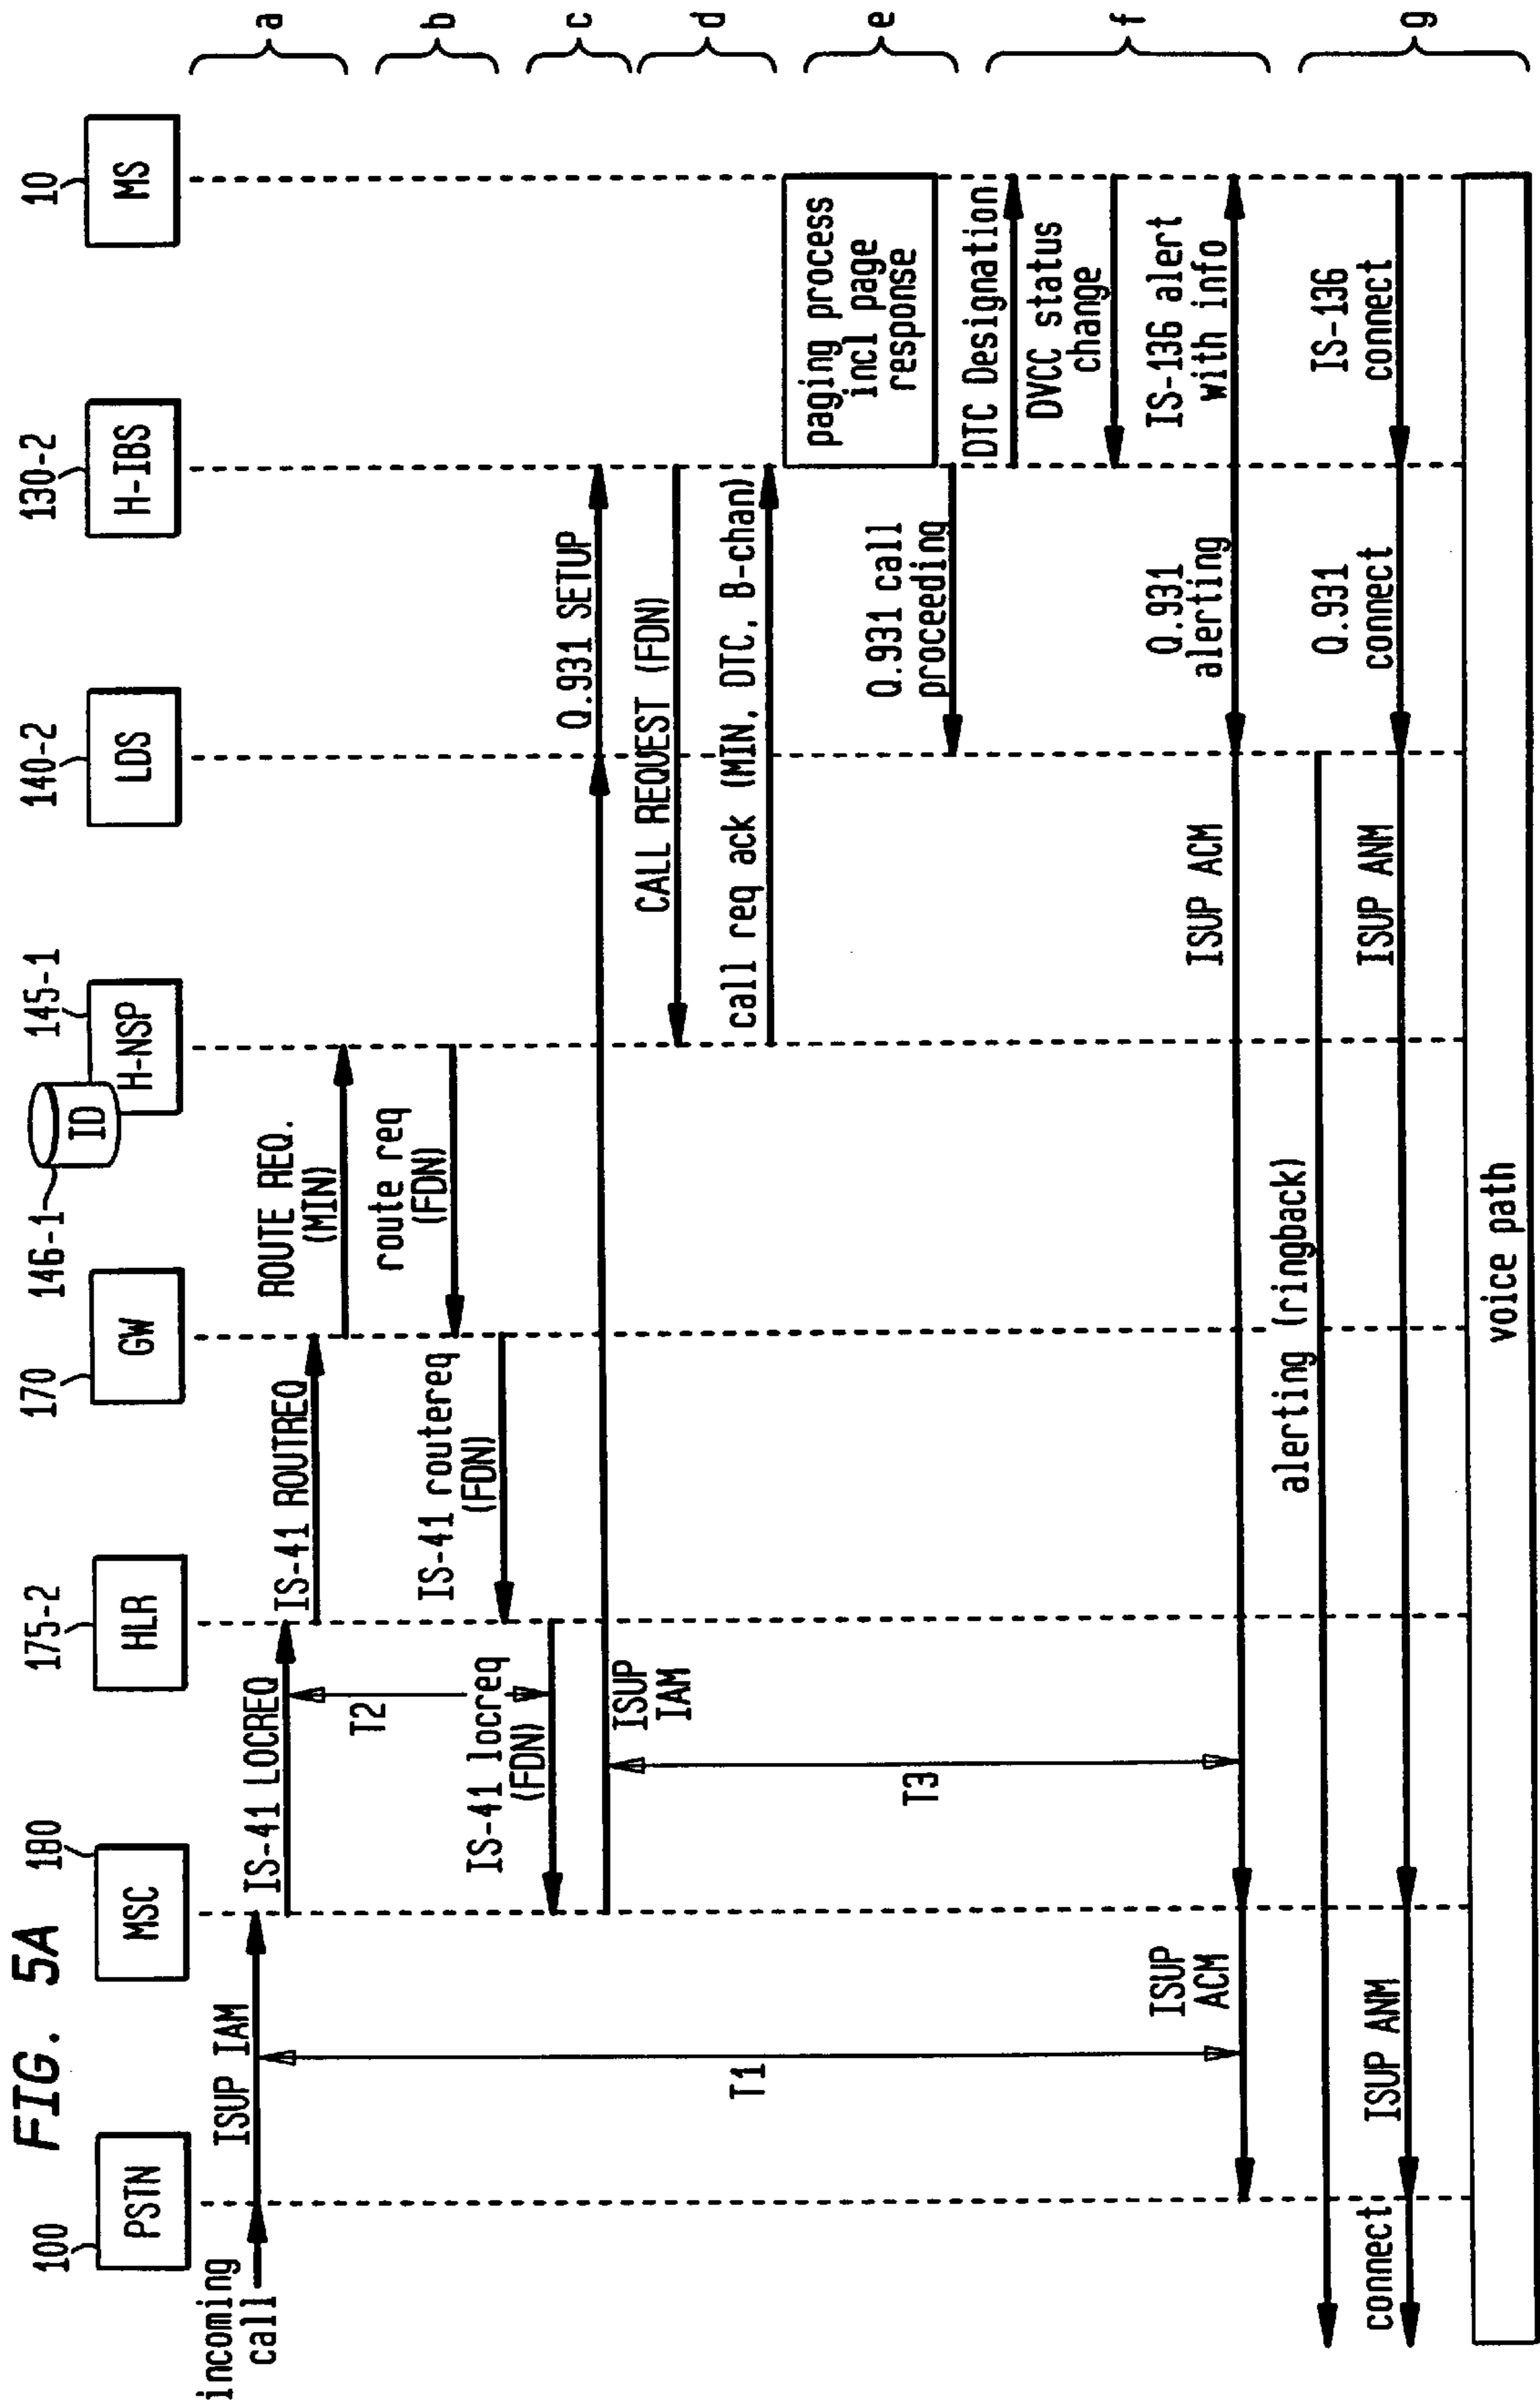 FIG. 5A
100
180
175-2
170
146-1
145-1
140-2
130-2
10
PSTN
MSC
HLR
GW
ID
H-NSP
LDS
H-IBS
MS
incoming
call
ISUP IAM
IS-41 LOCREQ
IS-41 ROUTREQ
ROUTE REQ.
(MIN)
a
T2
route req
(FDN)
IS-41 routereq
(FDN)
b
IS-41 locreq
(FDN)
ISUP
IAM
Q.931 SETUP
c
CALL REQUEST (FDN)
call req ack (MIN, DTC, B-chan)
d
T1
T3
paging process
incl page
response
Q.931 call
proceeding
e
DTC Designation
DVCC status
change
ISUP
ACM
ISUP ACM
Q.931
alerting
IS-136 alert
with info
f
alerting (ringback)
connect
ISUP ANM
ISUP ANM
Q.931
connect
IS-136
connect
g
voice path